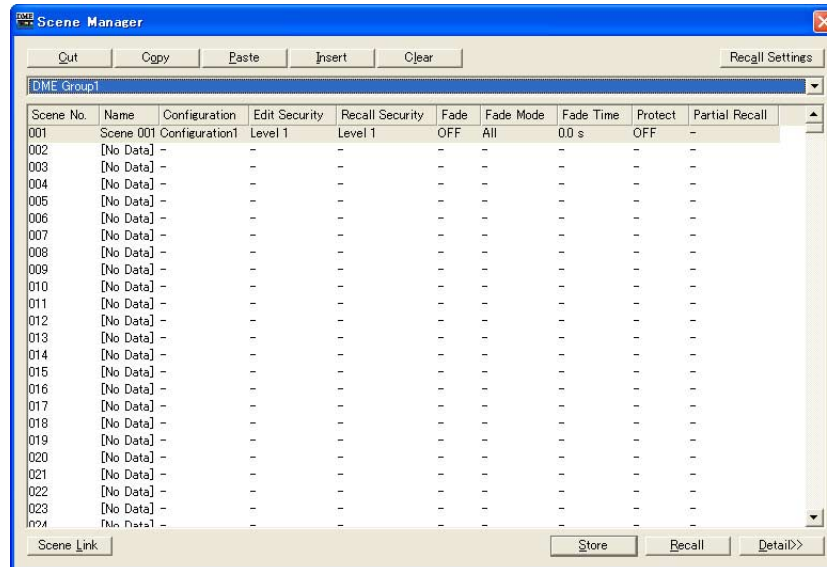 DME Scene Manager
Cut Copy Paste Insert Clear Recall Settings
DME Group1
Scene No. Name Configuration Edit Security Recall Security Fade Fade Mode Fade Time Protect Partial Recall
001 Scene 001 Configuration1 Level 1 Level 1 OFF All 0.0 s OFF -
002 [No Data] - - - - - - - -
003 [No Data] - - - - - - - -
004 [No Data] - - - - - - - -
005 [No Data] - - - - - - - -
006 [No Data] - - - - - - - -
007 [No Data] - - - - - - - -
008 [No Data] - - - - - - - -
009 [No Data] - - - - - - - -
010 [No Data] - - - - - - - -
011 [No Data] - - - - - - - -
012 [No Data] - - - - - - - -
013 [No Data] - - - - - - - -
014 [No Data] - - - - - - - -
015 [No Data] - - - - - - - -
016 [No Data] - - - - - - - -
017 [No Data] - - - - - - - -
018 [No Data] - - - - - - - -
019 [No Data] - - - - - - - -
020 [No Data] - - - - - - - -
021 [No Data] - - - - - - - -
022 [No Data] - - - - - - - -
023 [No Data] - - - - - - - -
024 [No Data] - - - - - - - -
Scene Link Store Recall Detail>>